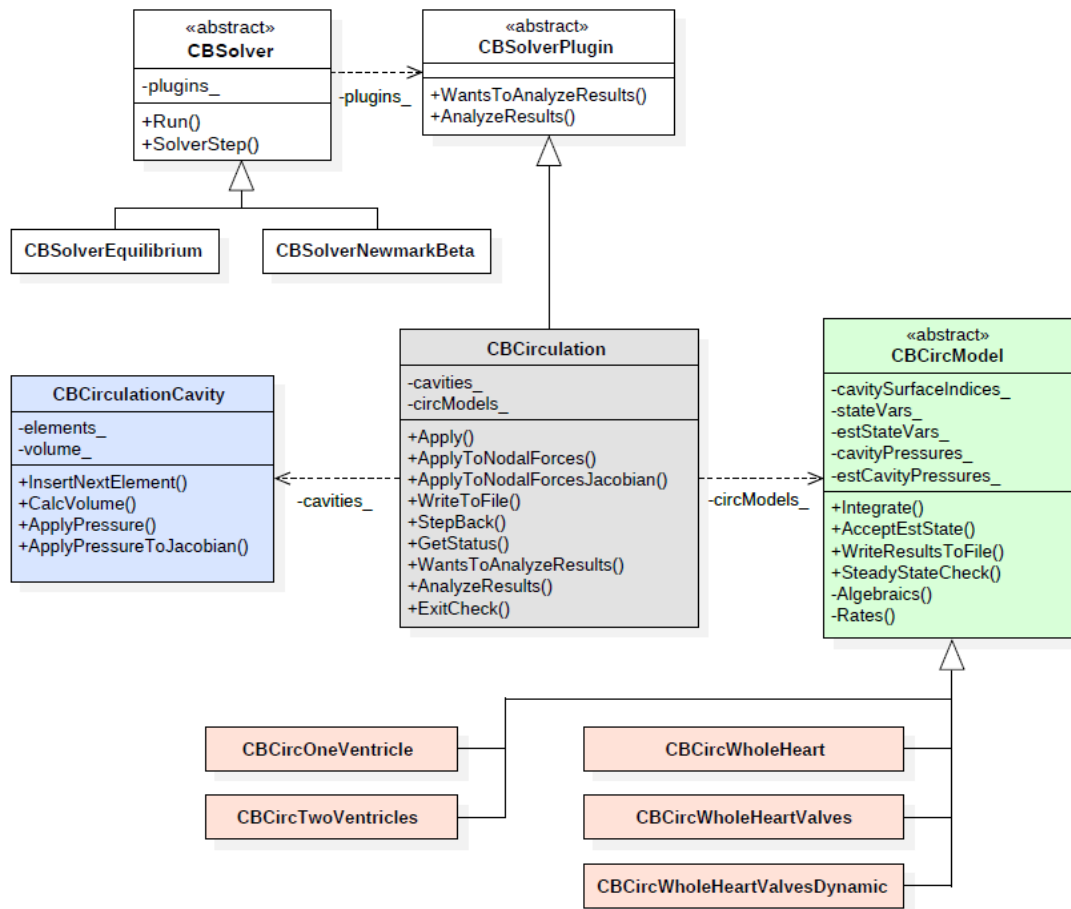 «abstract»
CBSolver
-plugins_
+Run()
+SolverStep()
-plugins_
«abstract»
CBSolverPlugin
+WantsToAnalyzeResults()
+AnalyzeResults()
CBSolverEquilibrium
CBSolverNewmarkBeta
CBCirculationCavity
-elements_
-volume_
+InsertNextElement()
+CalcVolume()
+ApplyPressure()
+ApplyPressureToJacobian()
-cavities_
CBCirculation
-cavities_
-circModels_
+Apply()
+ApplyToNodalForces()
+ApplyToNodalForcesJacobian()
+WriteToFile()
+StepBack()
+GetStatus()
+WantsToAnalyzeResults()
+AnalyzeResults()
+ExitCheck()
-circModels_
«abstract»
CBCircModel
-cavitySurfaceIndices_
-stateVars_
-estStateVars_
-cavityPressures_
-estCavityPressures_
+Integrate()
+AcceptEstState()
+WriteResultsToFile()
+SteadyStateCheck()
-Algebraics()
-Rates()
CBCircOneVentricle
CBCircTwoVentricles
CBCircWholeHeart
CBCircWholeHeartValves
CBCircWholeHeartValvesDynamic